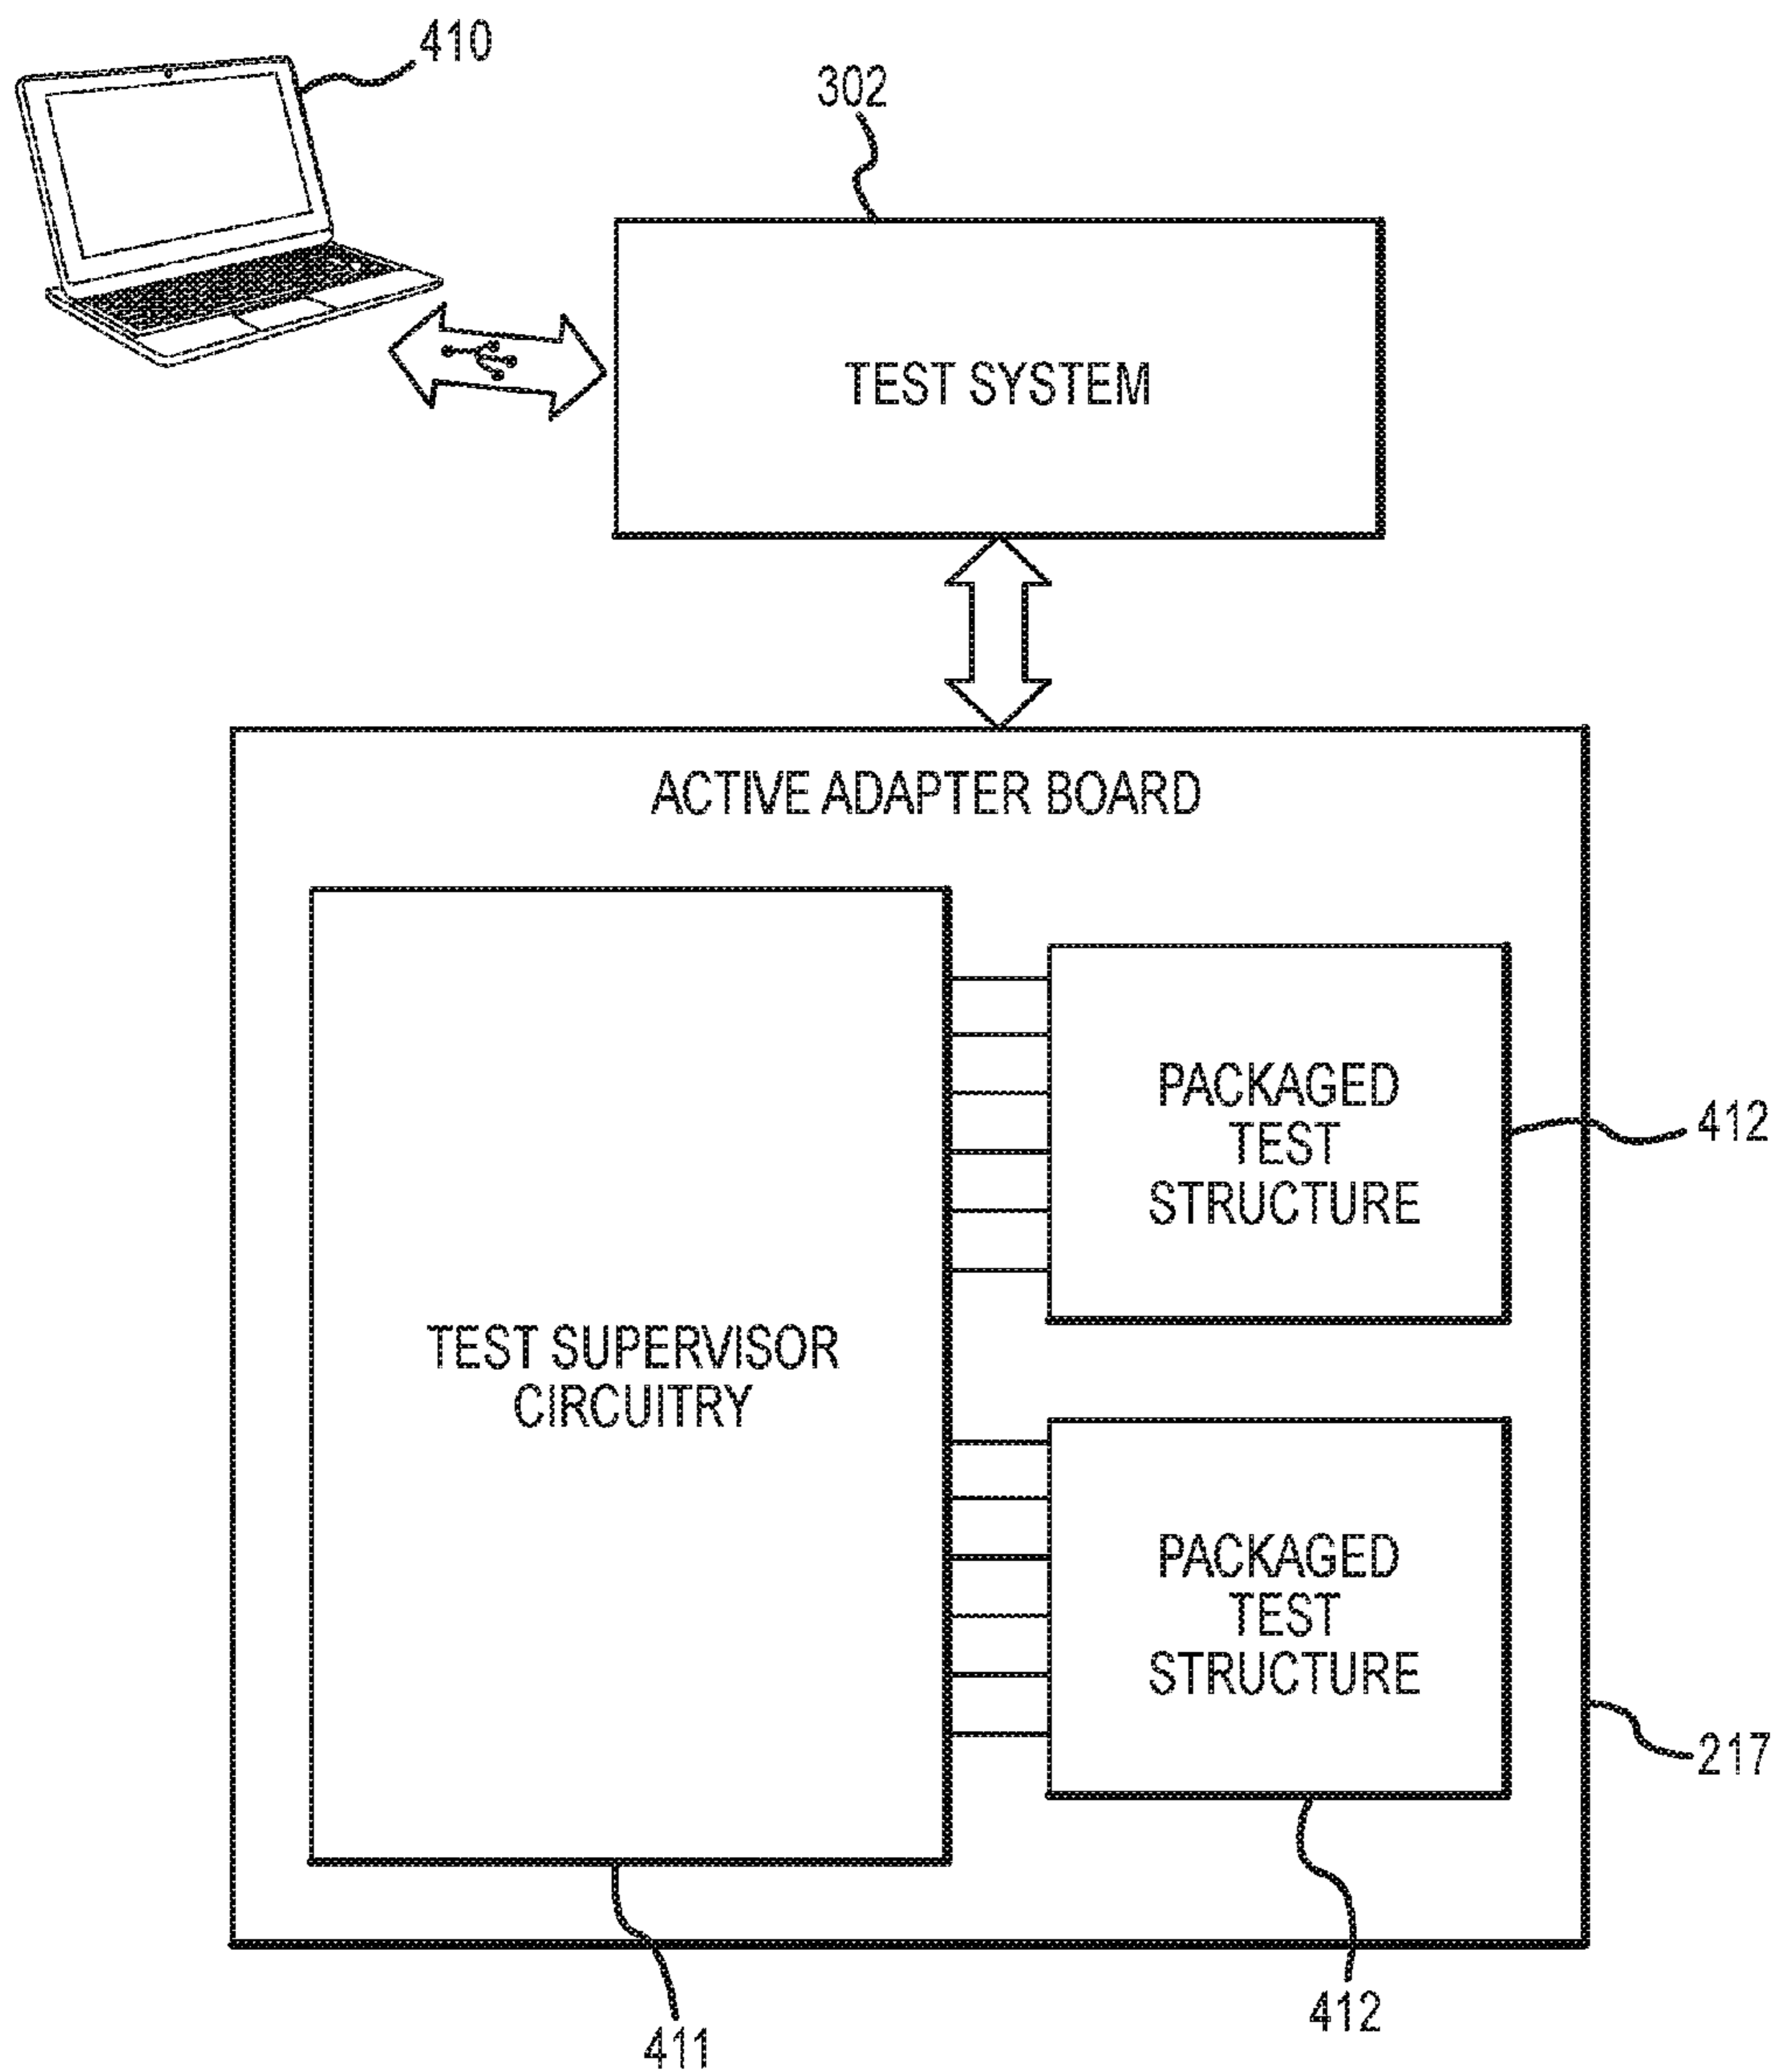 410
302
TEST SYSTEM
ACTIVE ADAPTER BOARD
PACKAGED
TEST
STRUCTURE
412
TEST SUPERVISOR
CIRCUITRY
PACKAGED
TEST
STRUCTURE
217
412
411